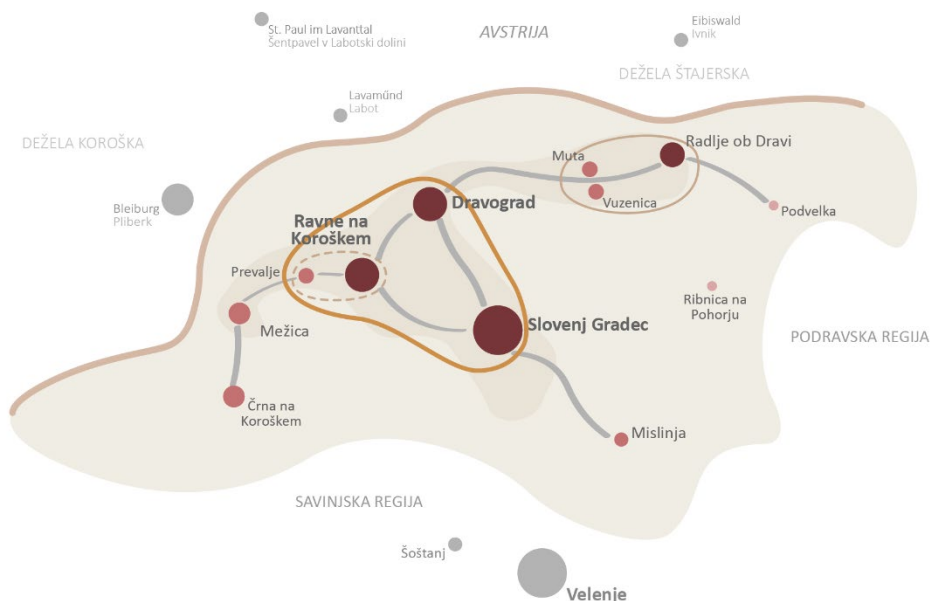 St. Paul im Lavanttal
Šentpavel v Labotski dolini
AVSTRIJA
Eibiswald
Ivnik
DEŽELA ŠTAJERSKA
Lavamünd
Labot
DEŽELA KOROŠKA
Muta
Radlje ob Dravi
Bleiburg
Pliberk
Dravograd
Vuzenica
Podvelka
Ravne na
Koroškem
Prevalje
Ribnica na
Pohorju
Mežica
Slovenj Gradec
PODRAVSKA REGIJA
Črna na
Koroškem
Mislinja
SAVINJSKA REGIJA
Šoštanj
Velenje